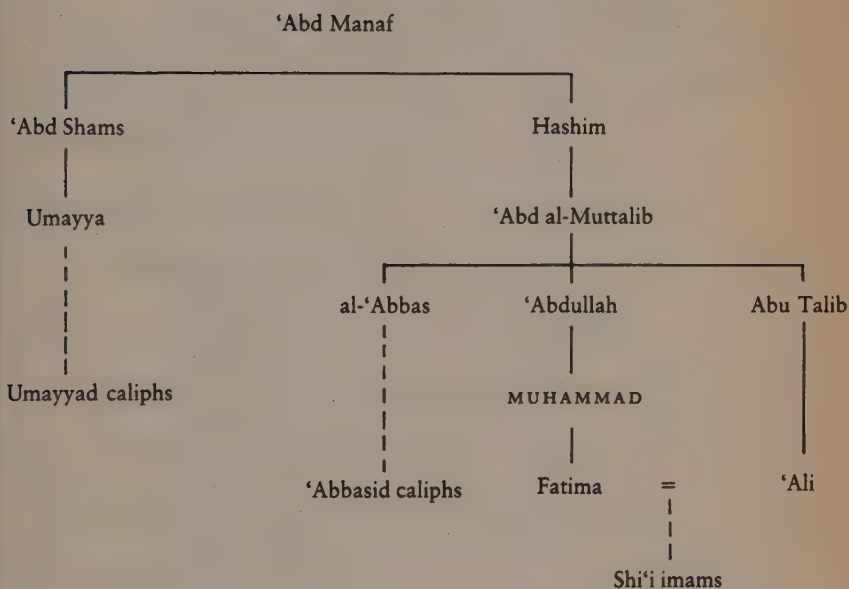 ‘Abd Manaf
‘Abd Shams Hashim
Umayya ‘Abd al-Muttalib
al-‘Abbas ‘Abdullah Abu Talib
Umayyad caliphs MUHAMMAD
‘Abbasid caliphs Fatima = ‘Ali
Shi‘i imams